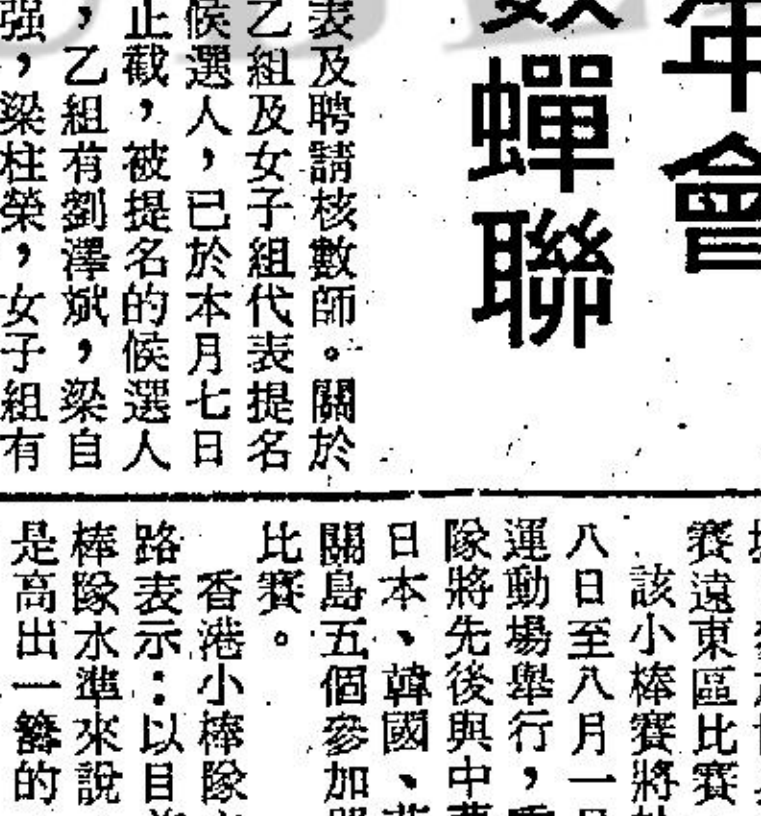 年會
數蟬聯
表及聘請核數師。關於
乙組及女子組代表提名
候選人，已於本月七日
止截，被提名的候選人
，乙組有劉澤斌，梁自
强，梁柱榮，女子組有
賽遠東區比賽
該小棒賽將
八日至八月一日
運動場舉行，
隊將先後與中
日本、韓國、
關島五個參加
比賽。
香港小棒隊
路表示：以目
棒隊水準來說
是高出一籌的